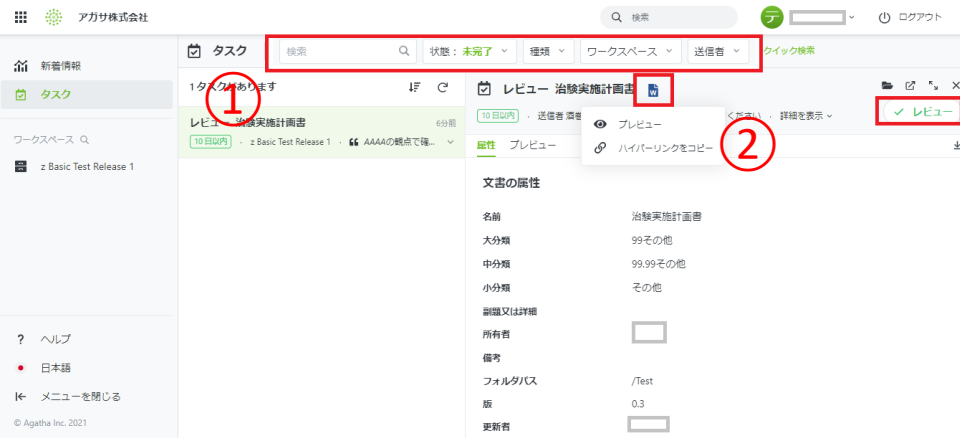 アガサ株式会社
検索
テ
ログアウト
新着情報
タスク
ワークスペース
z Basic Test Release 1
? ヘルプ
日本語
メニューを閉じる
© Agatha Inc. 2021
タスク
検索
状態： 未完了
種類
ワークスペース
送信者
クイック検索
1タスクがあります
①
レビュー 治験実施計画書
6分前
10日以内 · z Basic Test Release 1 · AAAAの観点で確...
レビュー 治験実施計画書
W
10日以内 · 送信者 酒巻
ください · 詳細を表示
レビュー
プレビュー
ハイパーリンクをコピー
②
属性
プレビュー
文書の属性
名前 治験実施計画書
大分類 99その他
中分類 99.99その他
小分類 その他
副題又は詳細
所有者
備考
フォルダパス /Test
版 0.3
更新者